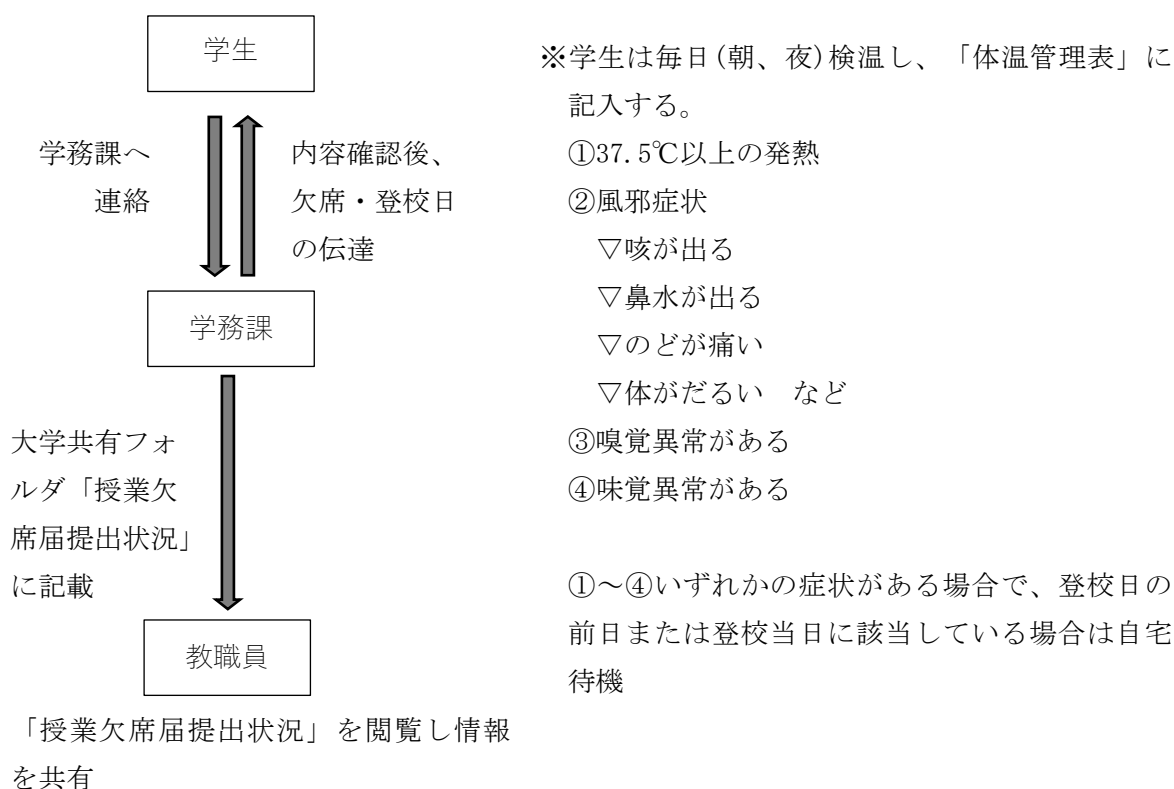 学生
学務課へ
連絡
内容確認後、
欠席・登校日
の伝達
学務課
大学共有フォ
ルダ「授業欠
席届提出状況」
に記載
教職員
「授業欠席届提出状況」を閲覧し情報
を共有
※学生は毎日(朝、夜)検温し、「体温管理表」に
記入する。
①37.5℃以上の発熱
②風邪症状
▽咳が出る
▽鼻水が出る
▽のどが痛い
▽体がだるい　など
③嗅覚異常がある
④味覚異常がある
①～④いずれかの症状がある場合で、登校日の
前日または登校当日に該当している場合は自宅
待機